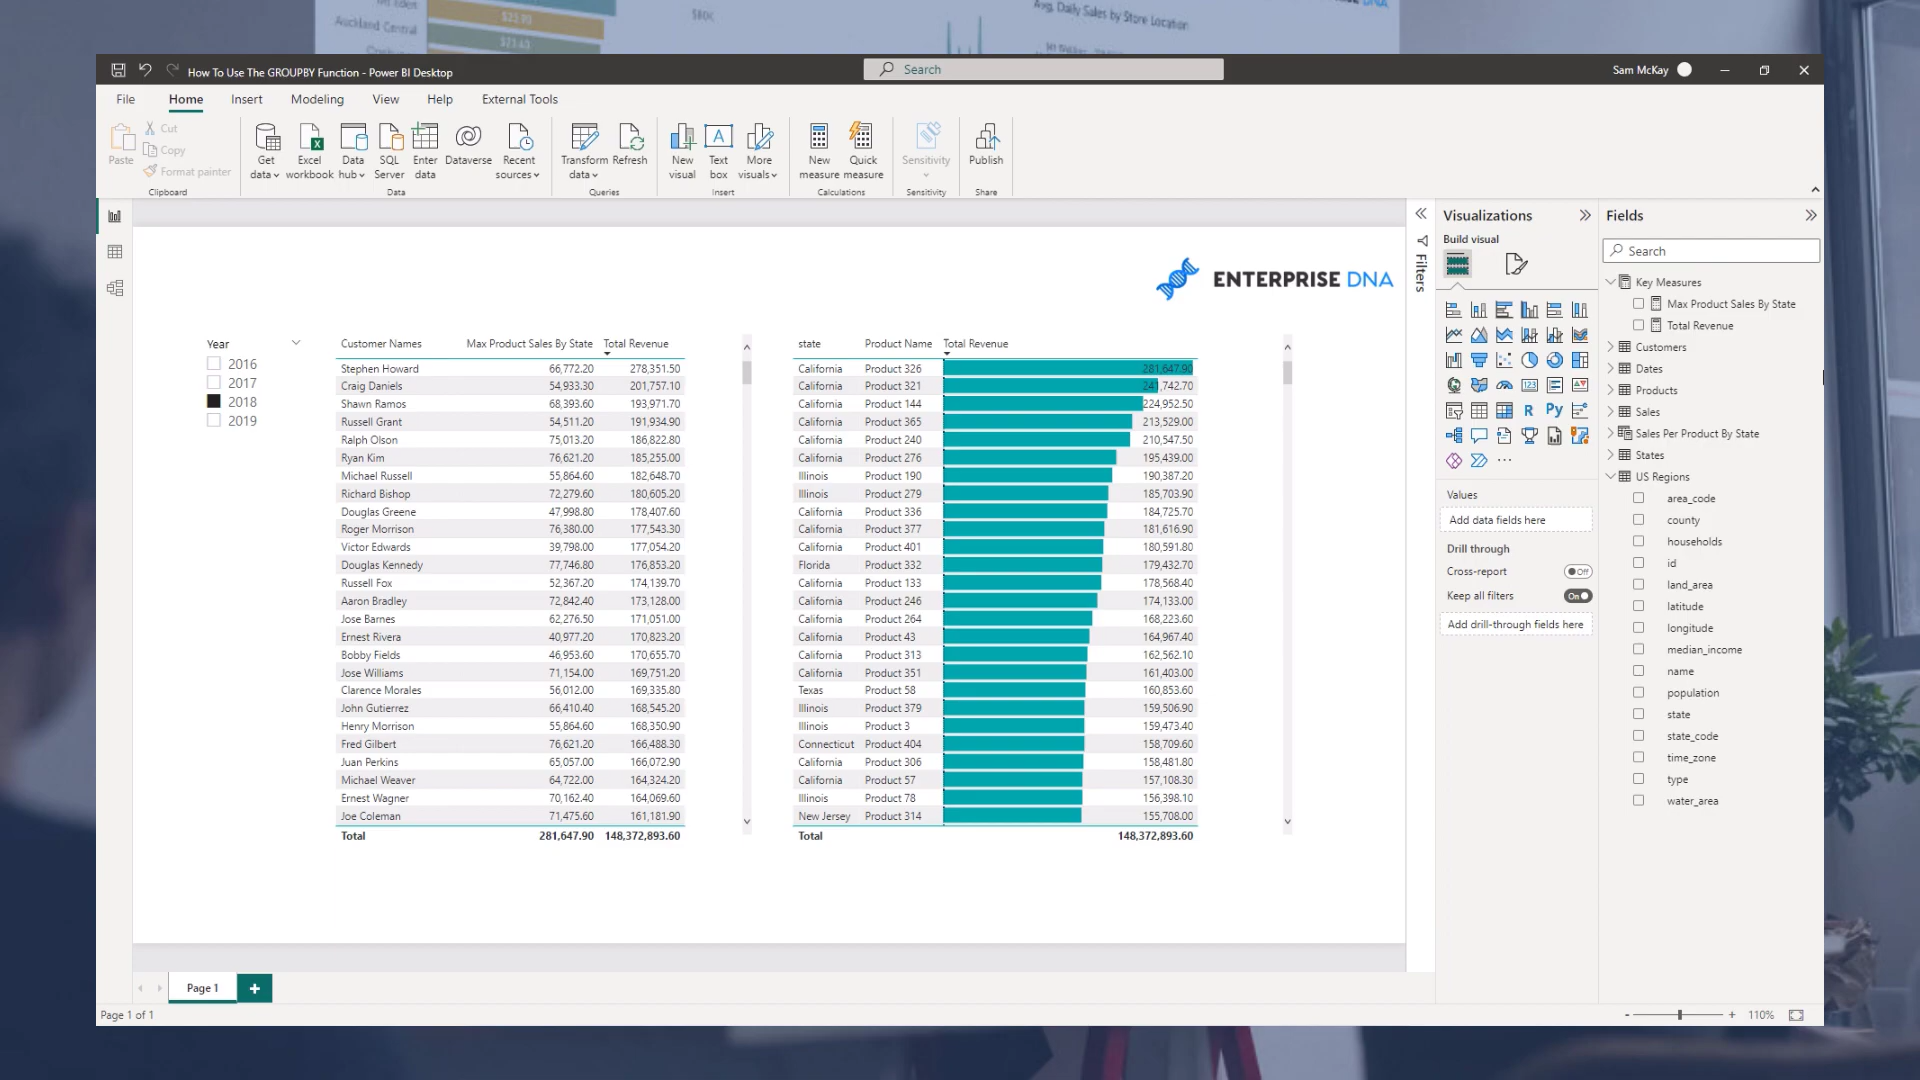 Auckland Central
$23.93
$21.63
$80K
Avg. Daily Sales by Store Location
How To Use The GROUPBY Function - Power BI Desktop
Search
Sam McKay
File Home Insert Modeling View Help External Tools
Paste
Cut
Copy
Format painter
Clipboard
Get data
Excel workbook
Data hub
SQL Server
Enter data
Dataverse
Recent sources
Data
Transform data
Refresh
Queries
New visual
Text box
More visuals
Insert
New measure
Quick measure
Calculations
Sensitivity
Sensitivity
Publish
Share
ENTERPRISE DNA
Year
2016
2017
2018
2019
Customer Names Max Product Sales By State Total Revenue
Stephen Howard 66,772.20 278,351.50
Craig Daniels 54,933.30 201,757.10
Shawn Ramos 68,393.60 193,971.70
Russell Grant 54,511.20 191,934.90
Ralph Olson 75,013.20 186,822.80
Ryan Kim 76,621.20 185,255.00
Michael Russell 55,864.60 182,648.70
Richard Bishop 72,279.60 180,605.20
Douglas Greene 47,998.80 178,407.60
Roger Morrison 76,380.00 177,543.30
Victor Edwards 39,798.00 177,054.20
Douglas Kennedy 77,746.80 176,853.20
Russell Fox 52,367.20 174,139.70
Aaron Bradley 72,842.40 173,128.00
Jose Barnes 62,276.50 171,051.00
Ernest Rivera 40,977.20 170,823.20
Bobby Fields 46,953.60 170,655.70
Jose Williams 71,154.00 169,751.20
Clarence Morales 56,012.00 169,335.80
John Gutierrez 66,410.40 168,545.20
Henry Morrison 55,864.60 168,350.90
Fred Gilbert 76,621.20 166,488.30
Juan Perkins 65,057.00 166,072.90
Michael Weaver 64,722.00 164,324.20
Ernest Wagner 70,162.40 164,069.60
Joe Coleman 71,475.60 161,181.90
Total 281,647.90 148,372,893.60
state Product Name Total Revenue
California Product 326 281,647.90
California Product 321 241,742.70
California Product 144 224,952.50
California Product 365 213,529.00
California Product 240 210,547.50
California Product 276 195,439.00
Illinois Product 190 190,387.20
Illinois Product 279 185,703.90
California Product 336 184,725.70
California Product 377 181,616.90
California Product 401 180,591.80
Florida Product 332 179,432.70
California Product 133 178,568.40
California Product 246 174,133.00
California Product 264 168,223.60
California Product 43 164,967.40
California Product 313 162,562.10
California Product 351 161,403.00
Texas Product 58 160,853.60
Illinois Product 379 159,506.90
Illinois Product 3 159,473.40
Connecticut Product 404 158,709.60
California Product 306 158,481.80
California Product 57 157,108.30
Illinois Product 78 156,398.10
New Jersey Product 314 155,708.00
Total 148,372,893.60
Filters
Visualizations
Build visual
R
Py
123
Values
Add data fields here
Drill through
Cross-report Off
Keep all filters On
Add drill-through fields here
Fields
Search
Key Measures
Max Product Sales By State
Total Revenue
Customers
Dates
Products
Sales
Sales Per Product By State
States
US Regions
area_code
county
households
id
land_area
latitude
longitude
median_income
name
population
state
state_code
time_zone
type
water_area
Page 1
Page 1 of 1
- + 110%